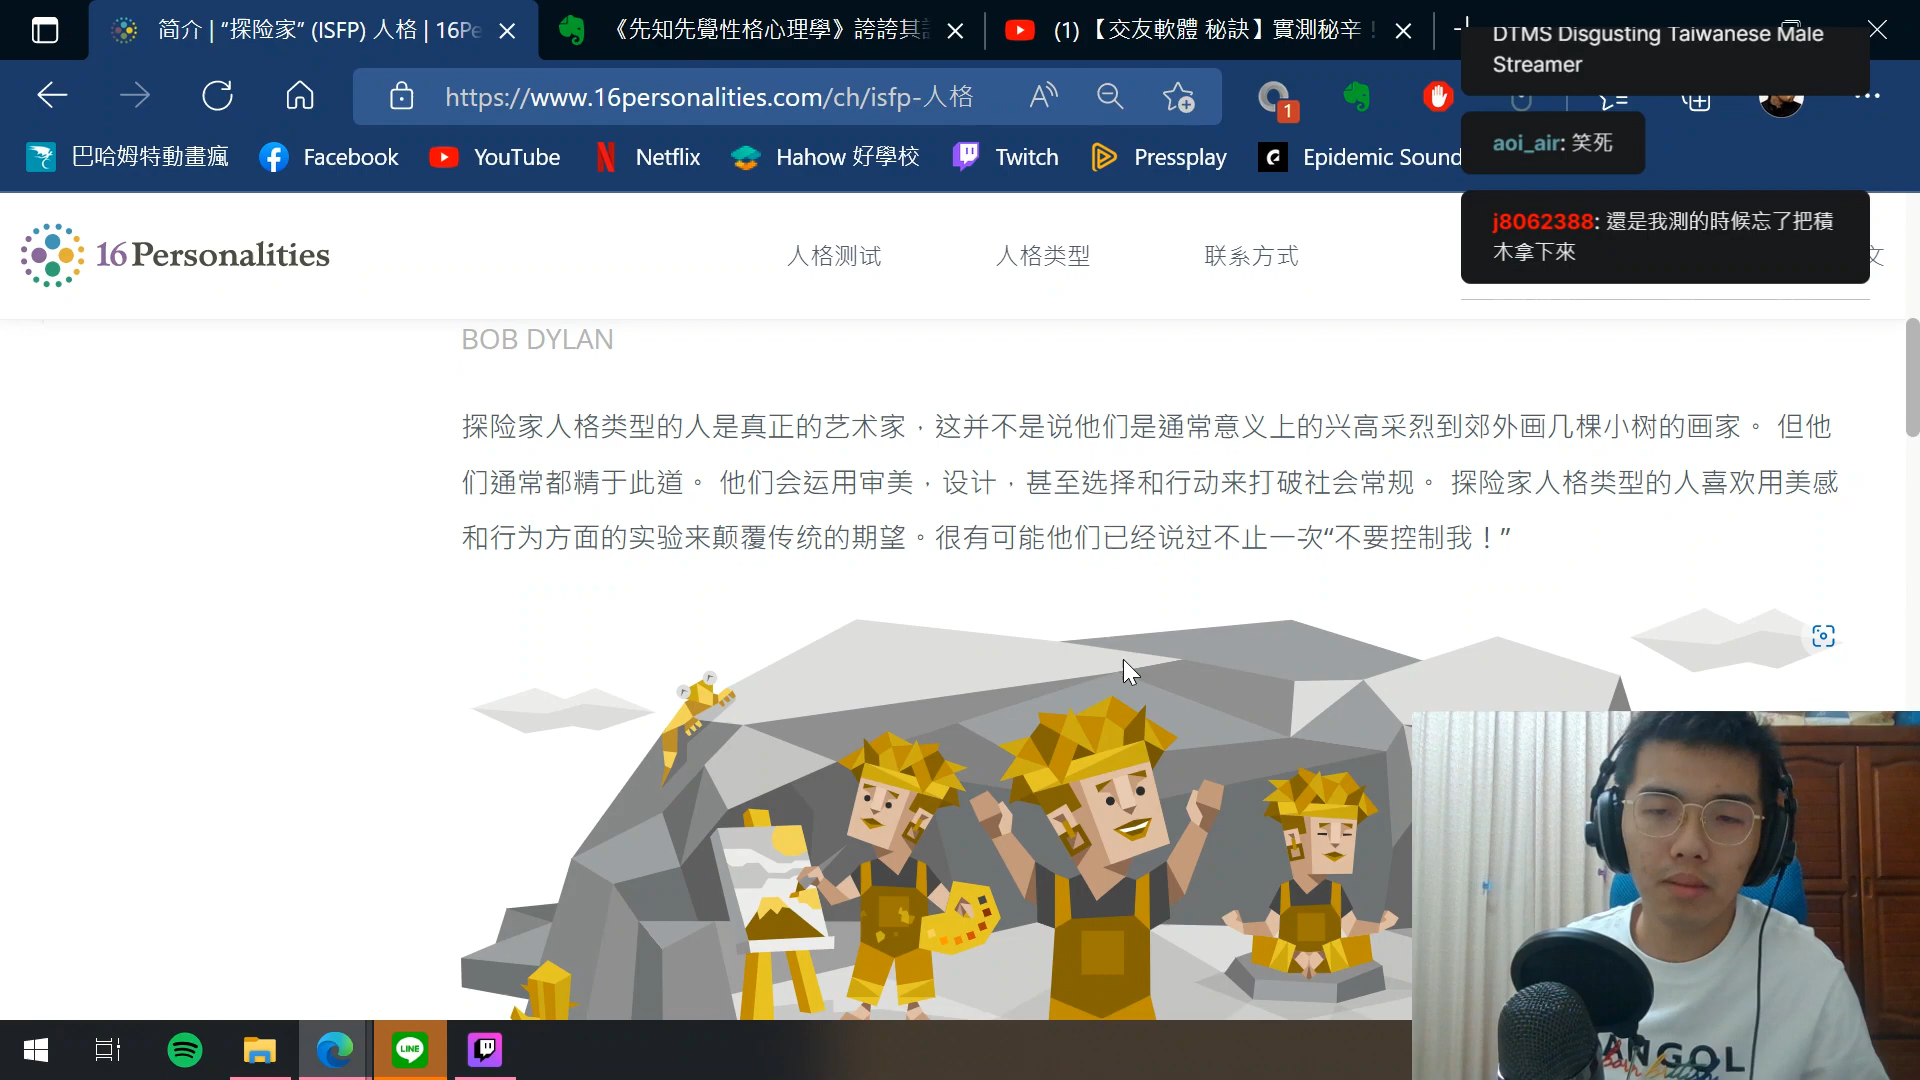 简介 | “探险家” (ISFP) 人格 | 16Pe
《先知先覺性格心理學》誇誇其
(1) 【交友軟體 秘訣】實測秘辛！
DTMS Disgusting Taiwanese Male
Streamer
https://www.16personalities.com/ch/isfp-人格
1
aoi_air: 笑死
巴哈姆特動畫瘋
Facebook
YouTube
Netflix
Hahow 好學校
Twitch
Pressplay
Epidemic Sound
j8062388: 還是我測的時候忘了把積
木拿下來
16Personalities
人格测试
人格类型
联系方式
文
BOB DYLAN
探险家人格类型的人是真正的艺术家，这并不是说他们是通常意义上的兴高采烈到郊外画几棵小树的画家。 但他
们通常都精于此道。 他们会运用审美，设计，甚至选择和行动来打破社会常规。 探险家人格类型的人喜欢用美感
和行为方面的实验来颠覆传统的期望。很有可能他们已经说过不止一次“不要控制我！”
LINE
ANGOL